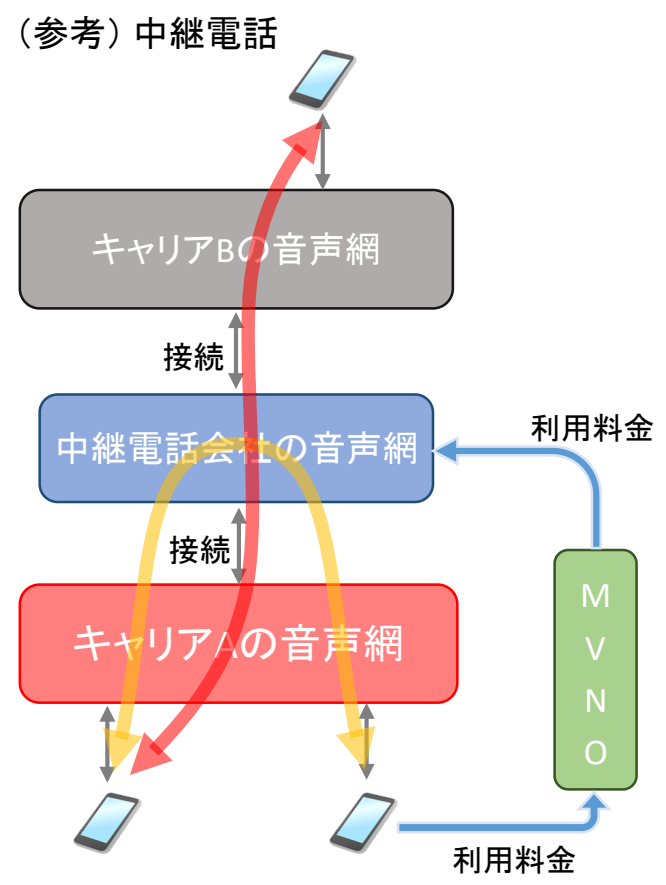 （参考）中継電話
キャリアBの音声網
接続
中継電話会社の音声網
利用料金
接続
キャリアAの音声網
M
V
N
O
利用料金